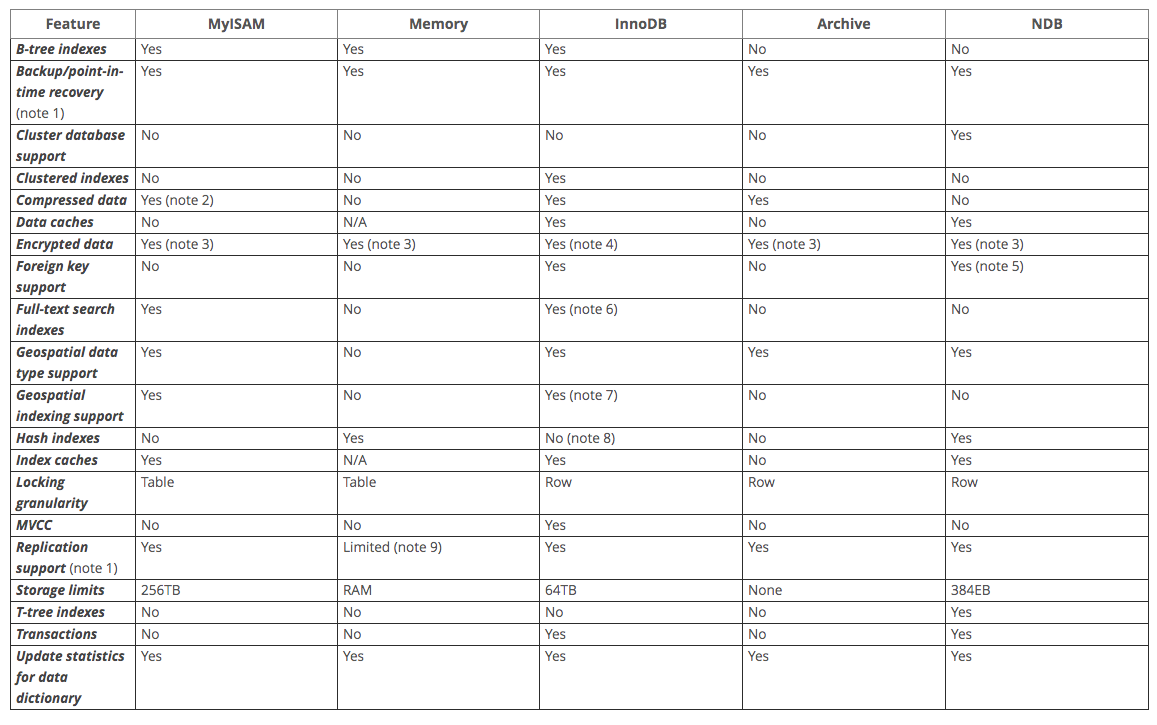 Feature MyISAM Memory InnoDB Archive NDB
B-tree indexes Yes Yes Yes No No
Backup/point-in- Yes Yes Yes Yes Yes
time recovery
(note 1)
Cluster database No No No No Yes
support
Clustered indexes No No Yes No No
Compressed data Yes (note 2) No Yes Yes No
Data caches No N/A Yes No Yes
Encrypted data Yes (note 3) Yes (note 3) Yes (note 4) Yes (note 3) Yes (note 3)
Foreign key No No Yes No Yes (note 5)
support
Full-text search Yes No Yes (note 6) No No
indexes
Geospatial data Yes No Yes Yes Yes
type support
Geospatial Yes No Yes (note 7) No No
indexing support
Hash indexes No Yes No (note 8) No Yes
Index caches Yes N/A Yes No Yes
Locking Table Table Row Row Row
granularity
MVCC No No Yes No No
Replication Yes Limited (note 9) Yes Yes Yes
support (note 1)
Storage limits 256TB RAM 64TB None 384EB
T-tree indexes No No No No Yes
Transactions No No Yes No Yes
Update statistics Yes Yes Yes Yes Yes
for data
dictionary